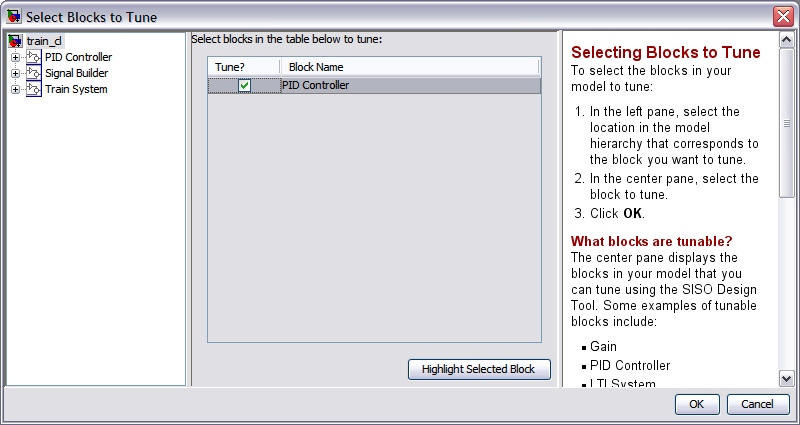 Select Blocks to Tune
train_cl
PID Controller
Signal Builder
Train System
Select blocks in the table below to tune:
Tune?
Block Name
PID Controller
Highlight Selected Block
Selecting Blocks to Tune
To select the blocks in your
model to tune:
1. In the left pane, select the
location in the model
hierarchy that corresponds to
the block you want to tune.
2. In the center pane, select the
block to tune.
3. Click OK.
What blocks are tunable?
The center pane displays the
blocks in your model that you
can tune using the SISO Design
Tool. Some examples of tunable
blocks include:
▪ Gain
▪ PID Controller
▪ LTI System
OK
Cancel